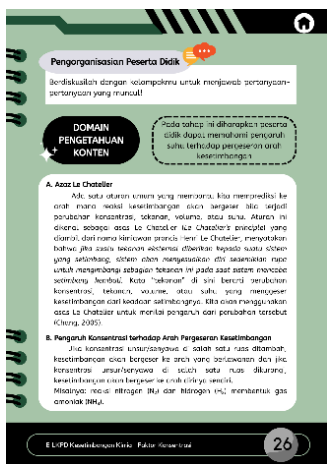 Pengorganisasian Peserta Didik
Berdiskusilah dengan kelompokmu untuk menjawab pertanyaan-
pertanyaan yang muncul!
DOMAIN
PENGETAHUAN
KONTEN
Pada tahap ini diharapkan peserta
didik dapat memahami pengaruh
suhu terhadap pergeseran arah
kesetimbangan
A. Azaz Le Chatelier
Ada satu aturan umum yang membantu kita memprediksi ke
arah mana reaksi kesetimbangan akan bergeser bila terjadi
perubahan konsentrasi, tekanan, volume, atau suhu. Aturan ini
dikenal sebagai asas Le Chatelier (Le Chatelier's principle) yang
diambil dari nama kimiawan prancis Henri Le Chatelier, menyatakan
bahwa jika suatu tekanan eksternal diberikan kepada suatu sistem
yang setimbang, sistem akan menyesuaikan diri sedemikian rupa
untuk mengimbangi sebagian tekanan ini pada saat sistem mencoba
setimbang kembali. Kata "tekanan" di sini berarti perubahan
konsentrasi, tekanan, volume, atau suhu yang menggeser
kesetimbangan dari keadaan setimbangnya. Kita akan menggunakan
asas Le Chatelier untuk menilai pengaruh dari perubahan tersebut
(Chang, 2005).
B. Pengaruh Konsentrasi terhadap Arah Pergeseran Kesetimbangan
Jika konsentrasi unsur/senyawa di salah satu ruas ditambah,
kesetimbangan akan bergeser ke arah yang berlawanan dan jika
konsentrasi unsur/senyawa di salah satu ruas dikurangi,
kesetimbangan akan bergeser ke arah dirinya sendiri.
Misalnya: reaksi nitrogen (N₂) dan hidrogen (H₂) membentuk gas
amoniak (NH₃).
E-LKPD Kesetimbangan Kimia - Faktor Konsentrasi
26